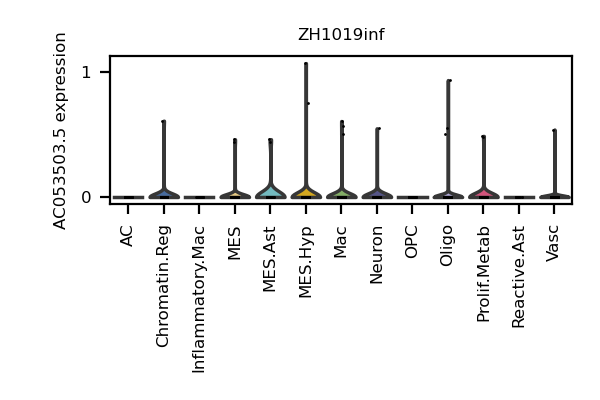 ZH1019inf
AC053503.5 expression
1
0
AC
Chromatin.Reg
Inflammatory.Mac
MES
MES.Ast
MES.Hyp
Mac
Neuron
OPC
Oligo
Prolif.Metab
Reactive.Ast
Vasc